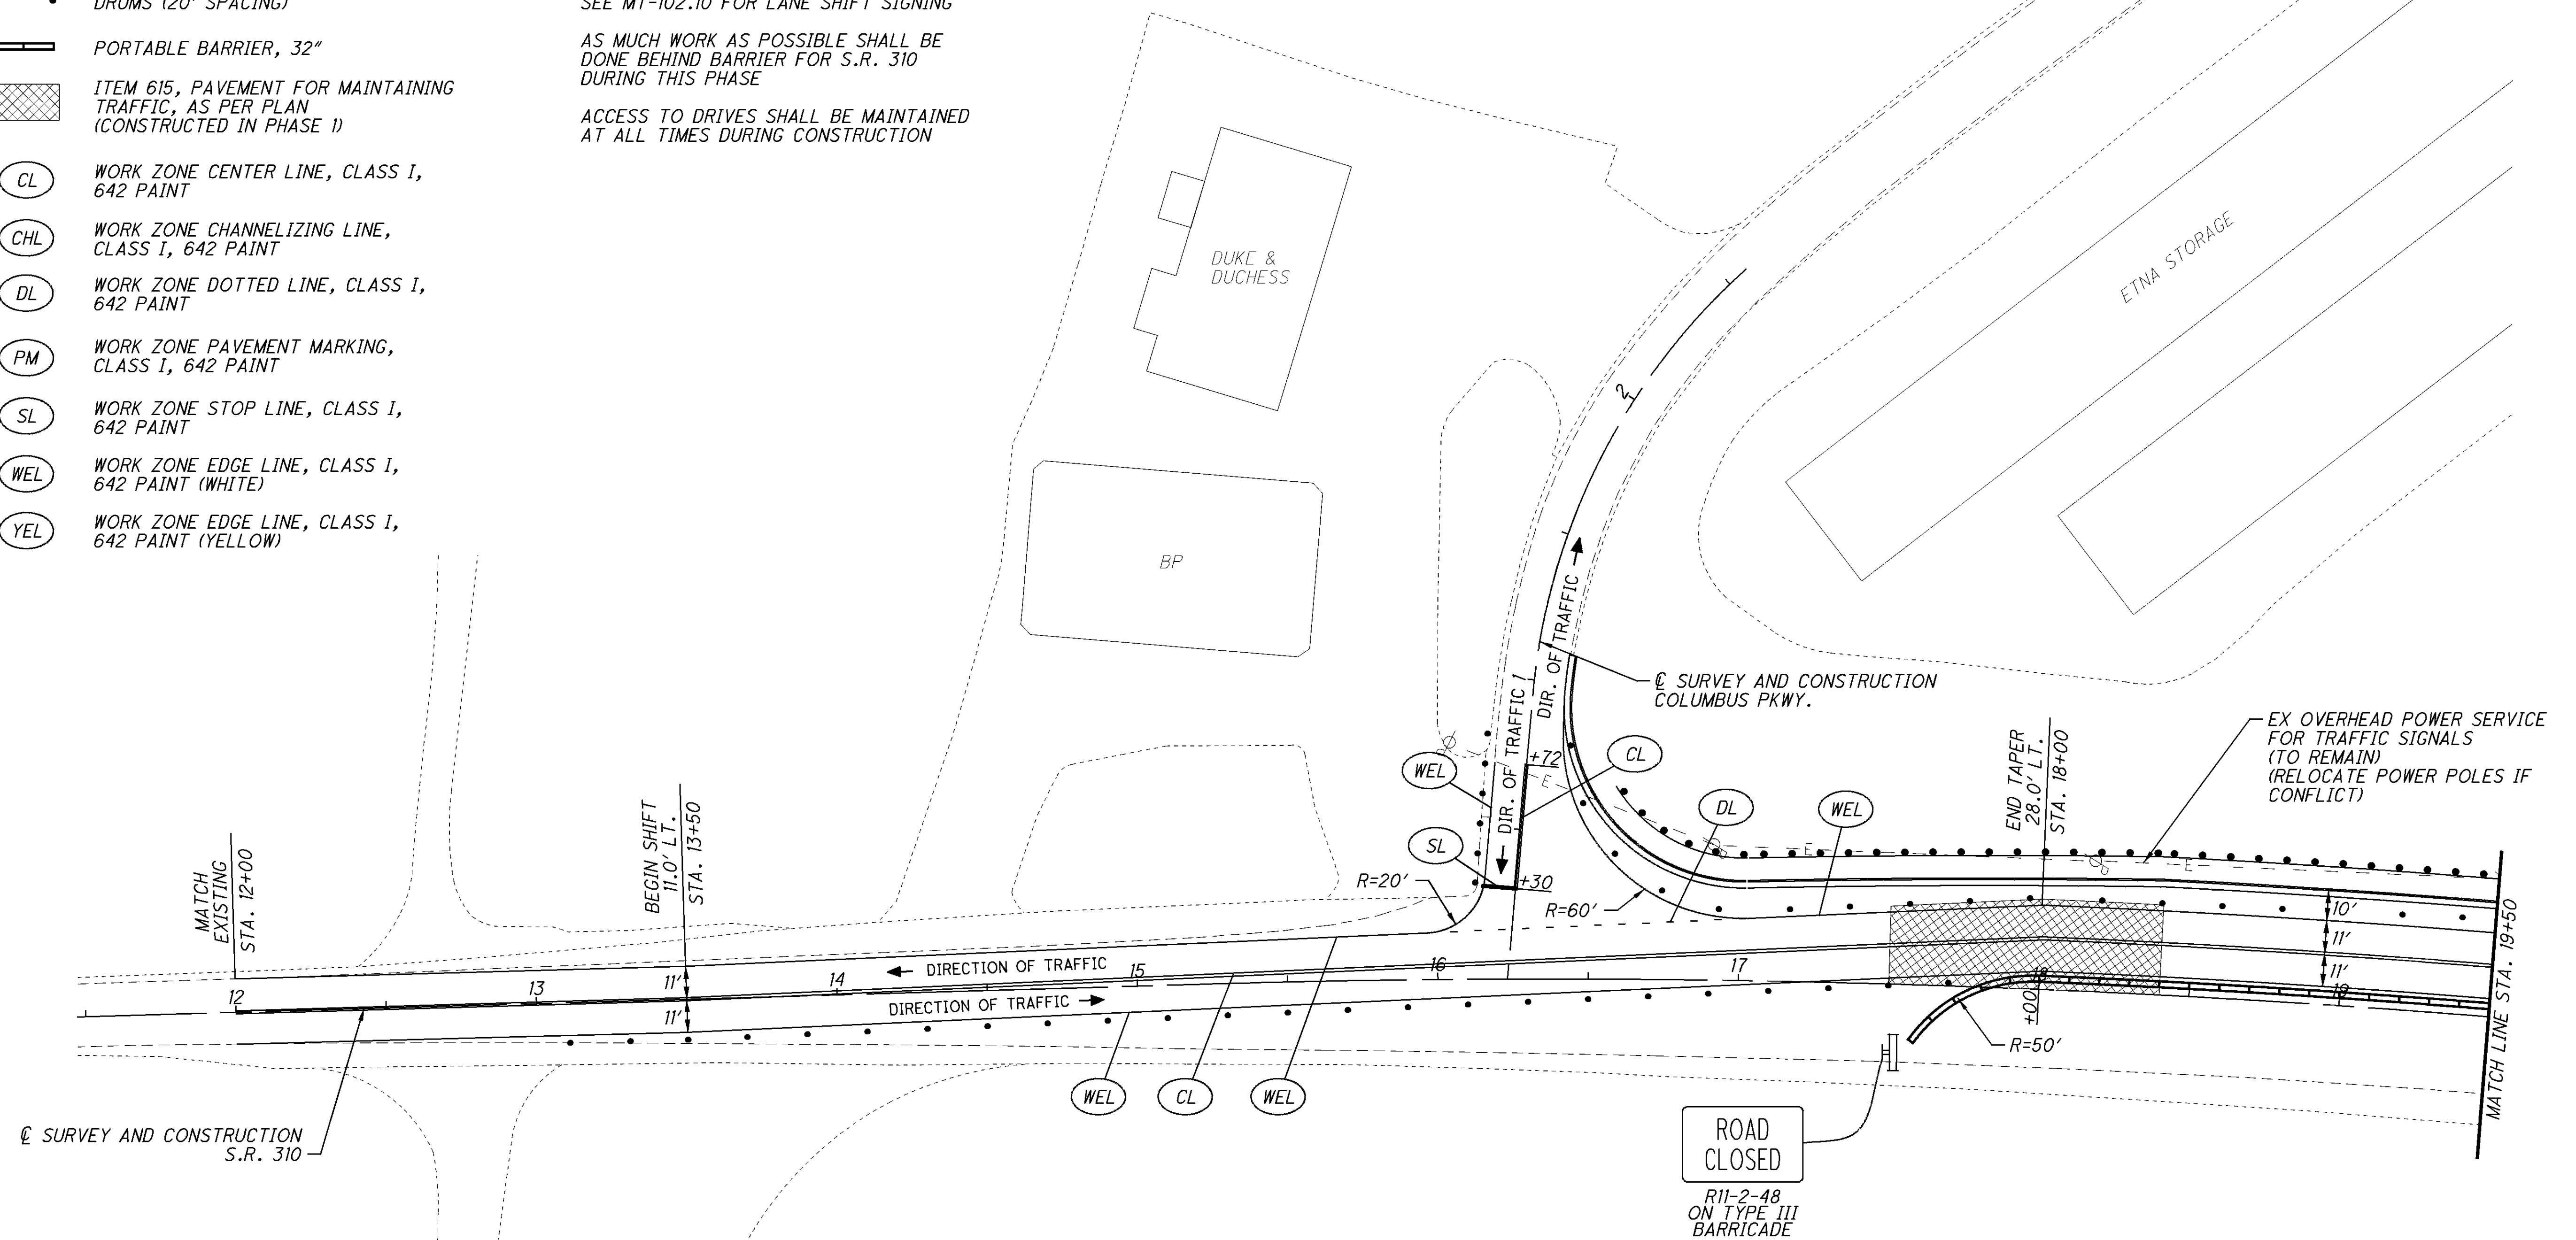 DRUMS (20' SPACING)
PORTABLE BARRIER, 32"
ITEM 615, PAVEMENT FOR MAINTAINING
TRAFFIC, AS PER PLAN
(CONSTRUCTED IN PHASE 1)
CL
WORK ZONE CENTER LINE, CLASS I,
642 PAINT
CHL
WORK ZONE CHANNELIZING LINE,
CLASS I, 642 PAINT
DL
WORK ZONE DOTTED LINE, CLASS I,
642 PAINT
PM
WORK ZONE PAVEMENT MARKING,
CLASS I, 642 PAINT
SL
WORK ZONE STOP LINE, CLASS I,
642 PAINT
WEL
WORK ZONE EDGE LINE, CLASS I,
642 PAINT (WHITE)
YEL
WORK ZONE EDGE LINE, CLASS I,
642 PAINT (YELLOW)
SEE MT-102.10 FOR LANE SHIFT SIGNING
AS MUCH WORK AS POSSIBLE SHALL BE
DONE BEHIND BARRIER FOR S.R. 310
DURING THIS PHASE
ACCESS TO DRIVES SHALL BE MAINTAINED
AT ALL TIMES DURING CONSTRUCTION
DUKE &
DUCHESS
BP
ETNA STORAGE
2
DIR. OF TRAFFIC
1
DIR. OF TRAFFIC
℄ SURVEY AND CONSTRUCTION
COLUMBUS PKWY.
EX OVERHEAD POWER SERVICE
FOR TRAFFIC SIGNALS
(TO REMAIN)
(RELOCATE POWER POLES IF
CONFLICT)
END TAPER
28.0' LT.
STA. 18+00
WEL
+72
CL
E
DL
WEL
E
E
SL
+30
R=20'
R=60'
MATCH
EXISTING
STA. 12+00
BEGIN SHIFT
11.0' LT.
STA. 13+50
12
13
14
15
16
17
18
19
DIRECTION OF TRAFFIC
DIRECTION OF TRAFFIC
11'
11'
10'
11'
11'
+00
R=50'
MATCH LINE STA. 19+50
WEL
CL
WEL
℄ SURVEY AND CONSTRUCTION
S.R. 310
ROAD
CLOSED
R11-2-48
ON TYPE III
BARRICADE